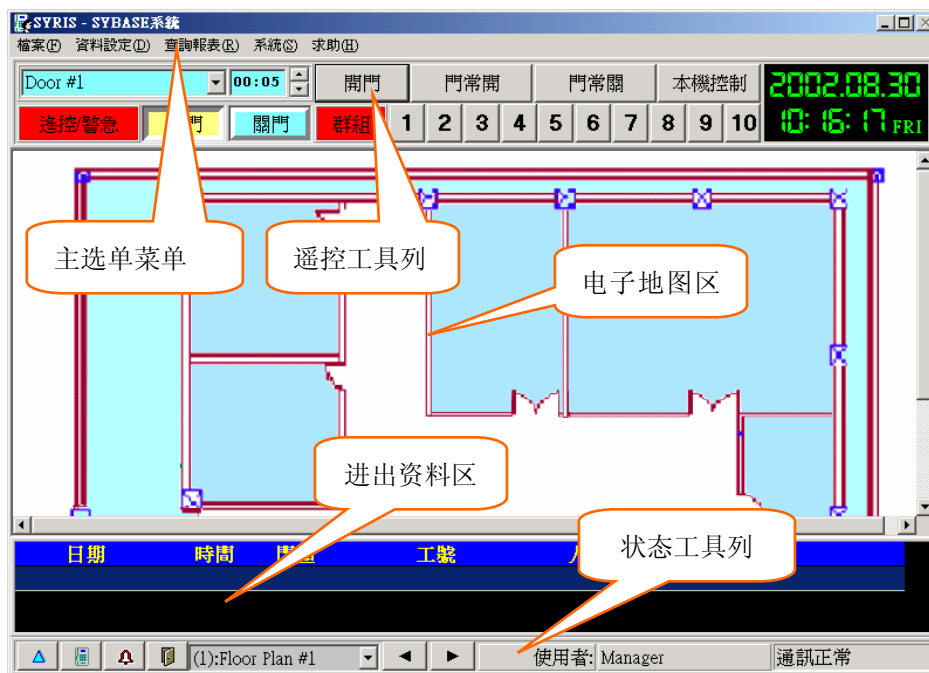 SYRIS - SYBASE系統
檔案(F) 資料設定(D) 查詢報表(R) 系統(S) 求助(H)
Door #1 00:05 開門 門常開 門常關 本機控制 2002.08.30
遙控/警急 門 關門 群組 1 2 3 4 5 6 7 8 9 10 10:16:17 FRI
主选单菜单
遥控工具列
电子地图区
进出资料区
状态工具列
日期 時間 工號
(1):Floor Plan #1 使用者: Manager 通訊正常